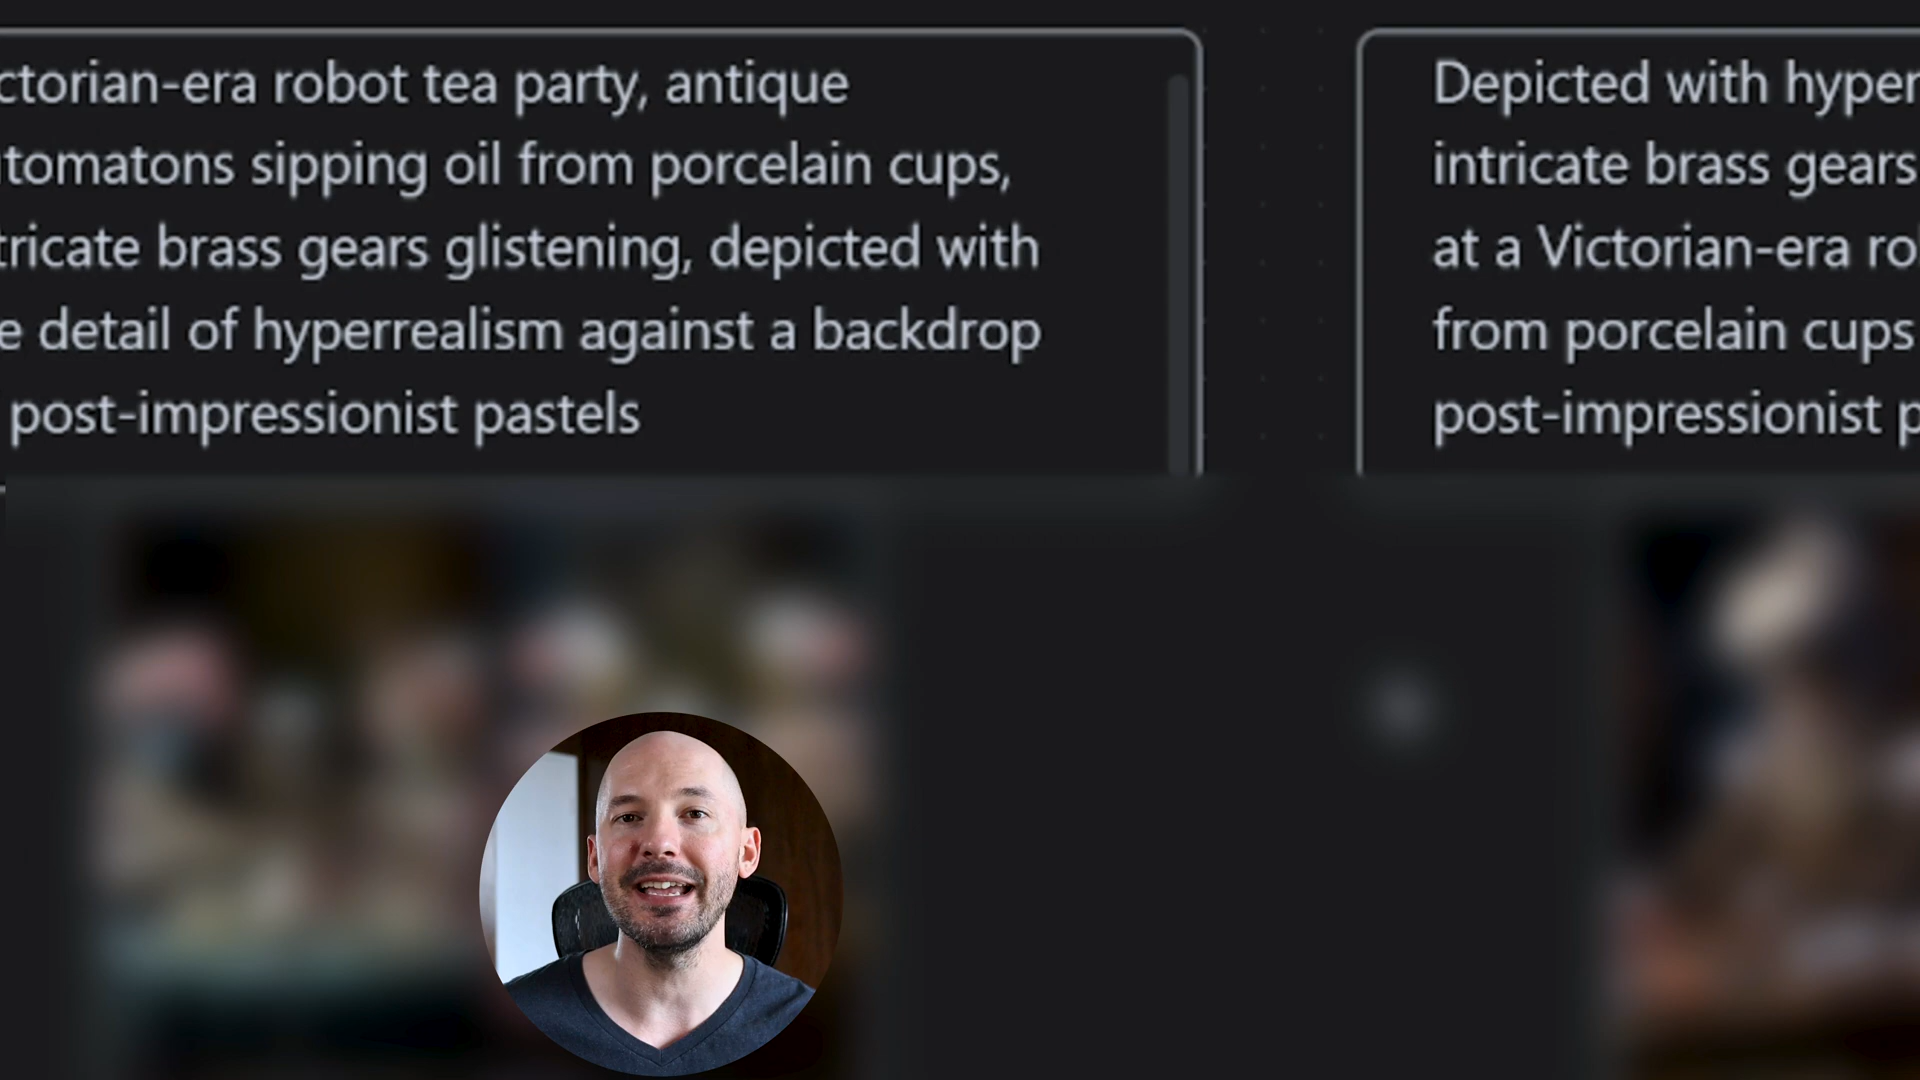 ctorian-era robot tea party, antique
tomatons sipping oil from porcelain cups,
tricate brass gears glistening, depicted with
e detail of hyperrealism against a backdrop
post-impressionist pastels
Depicted with hyper
intricate brass gears
at a Victorian-era ro
from porcelain cups
post-impressionist p